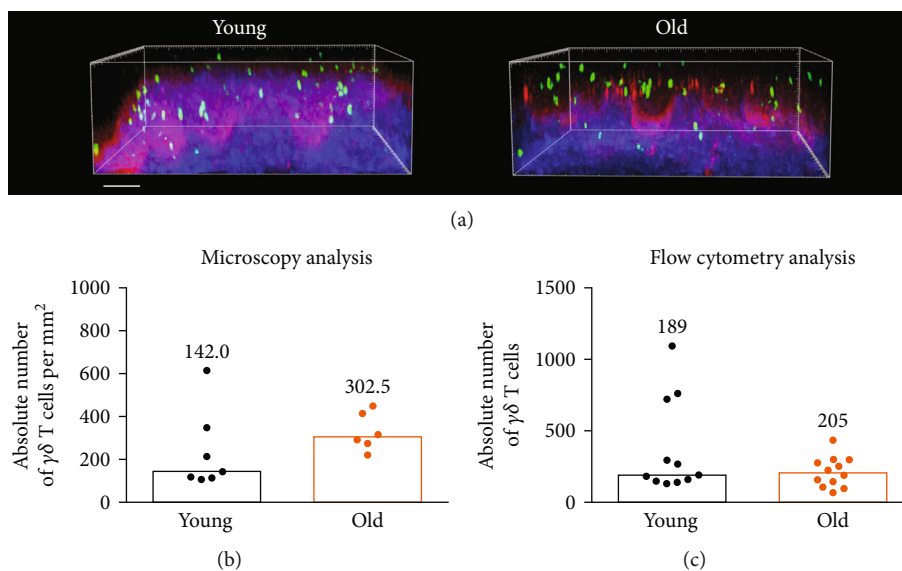 Young
Old
(a)
Microscopy analysis
Absolute number
of γδ T cells per mm²
1000
800
600
400
200
0
142.0
302.5
Young
Old
(b)
Flow cytometry analysis
Absolute number
of γδ T cells
1500
1000
500
0
189
205
Young
Old
(c)